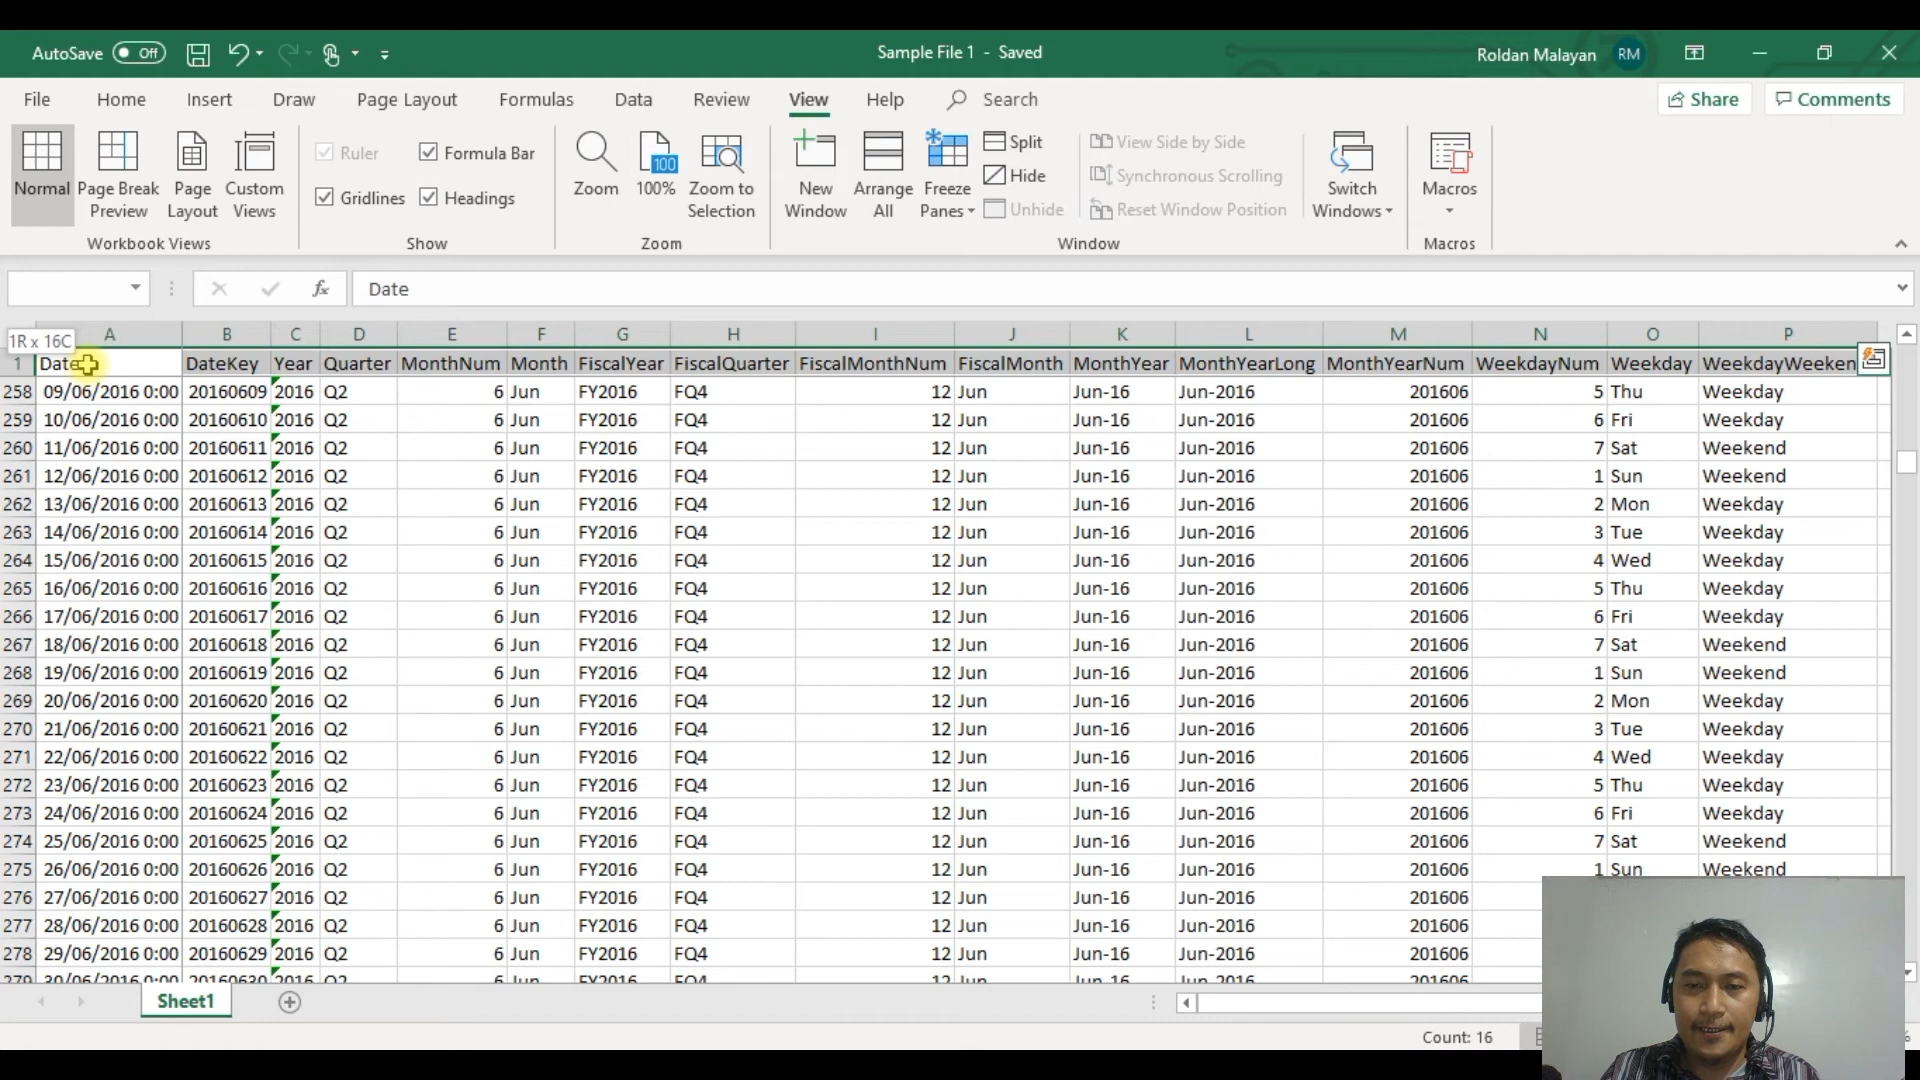 AutoSave Off Sample File 1 - Saved Roldan Malayan RM
File Home Insert Draw Page Layout Formulas Data Review View Help Search Share Comments
Normal
Page Break Preview
Page Layout
Custom Views
Workbook Views
Ruler
Formula Bar
Gridlines
Headings
Show
Zoom
100
100%
Zoom to Selection
Zoom
New Window
Arrange All
Freeze Panes
Split
Hide
Unhide
View Side by Side
Synchronous Scrolling
Reset Window Position
Window
Switch Windows
Macros
Macros
fx Date
1R x 16C
A B C D E F G H I J K L M N O P
1 Date DateKey Year Quarter MonthNum Month FiscalYear FiscalQuarter FiscalMonthNum FiscalMonth MonthYear MonthYearLong MonthYearNum WeekdayNum Weekday WeekdayWeeken
258 09/06/2016 0:00 20160609 2016 Q2 6 Jun FY2016 FQ4 12 Jun Jun-16 Jun-2016 201606 5 Thu Weekday
259 10/06/2016 0:00 20160610 2016 Q2 6 Jun FY2016 FQ4 12 Jun Jun-16 Jun-2016 201606 6 Fri Weekday
260 11/06/2016 0:00 20160611 2016 Q2 6 Jun FY2016 FQ4 12 Jun Jun-16 Jun-2016 201606 7 Sat Weekend
261 12/06/2016 0:00 20160612 2016 Q2 6 Jun FY2016 FQ4 12 Jun Jun-16 Jun-2016 201606 1 Sun Weekend
262 13/06/2016 0:00 20160613 2016 Q2 6 Jun FY2016 FQ4 12 Jun Jun-16 Jun-2016 201606 2 Mon Weekday
263 14/06/2016 0:00 20160614 2016 Q2 6 Jun FY2016 FQ4 12 Jun Jun-16 Jun-2016 201606 3 Tue Weekday
264 15/06/2016 0:00 20160615 2016 Q2 6 Jun FY2016 FQ4 12 Jun Jun-16 Jun-2016 201606 4 Wed Weekday
265 16/06/2016 0:00 20160616 2016 Q2 6 Jun FY2016 FQ4 12 Jun Jun-16 Jun-2016 201606 5 Thu Weekday
266 17/06/2016 0:00 20160617 2016 Q2 6 Jun FY2016 FQ4 12 Jun Jun-16 Jun-2016 201606 6 Fri Weekday
267 18/06/2016 0:00 20160618 2016 Q2 6 Jun FY2016 FQ4 12 Jun Jun-16 Jun-2016 201606 7 Sat Weekend
268 19/06/2016 0:00 20160619 2016 Q2 6 Jun FY2016 FQ4 12 Jun Jun-16 Jun-2016 201606 1 Sun Weekend
269 20/06/2016 0:00 20160620 2016 Q2 6 Jun FY2016 FQ4 12 Jun Jun-16 Jun-2016 201606 2 Mon Weekday
270 21/06/2016 0:00 20160621 2016 Q2 6 Jun FY2016 FQ4 12 Jun Jun-16 Jun-2016 201606 3 Tue Weekday
271 22/06/2016 0:00 20160622 2016 Q2 6 Jun FY2016 FQ4 12 Jun Jun-16 Jun-2016 201606 4 Wed Weekday
272 23/06/2016 0:00 20160623 2016 Q2 6 Jun FY2016 FQ4 12 Jun Jun-16 Jun-2016 201606 5 Thu Weekday
273 24/06/2016 0:00 20160624 2016 Q2 6 Jun FY2016 FQ4 12 Jun Jun-16 Jun-2016 201606 6 Fri Weekday
274 25/06/2016 0:00 20160625 2016 Q2 6 Jun FY2016 FQ4 12 Jun Jun-16 Jun-2016 201606 7 Sat Weekend
275 26/06/2016 0:00 20160626 2016 Q2 6 Jun FY2016 FQ4 12 Jun Jun-16 Jun-2016 201606 1 Sun Weekend
276 27/06/2016 0:00 20160627 2016 Q2 6 Jun FY2016 FQ4 12 Jun Jun-16 Jun-2016 201606
277 28/06/2016 0:00 20160628 2016 Q2 6 Jun FY2016 FQ4 12 Jun Jun-16 Jun-2016 201606
278 29/06/2016 0:00 20160629 2016 Q2 6 Jun FY2016 FQ4 12 Jun Jun-16 Jun-2016 201606
279 30/06/2016 0:00 20160630 2016 Q2 6 Jun FY2016 FQ4 12 Jun Jun-16 Jun-2016 201606
Sheet1
Count: 16